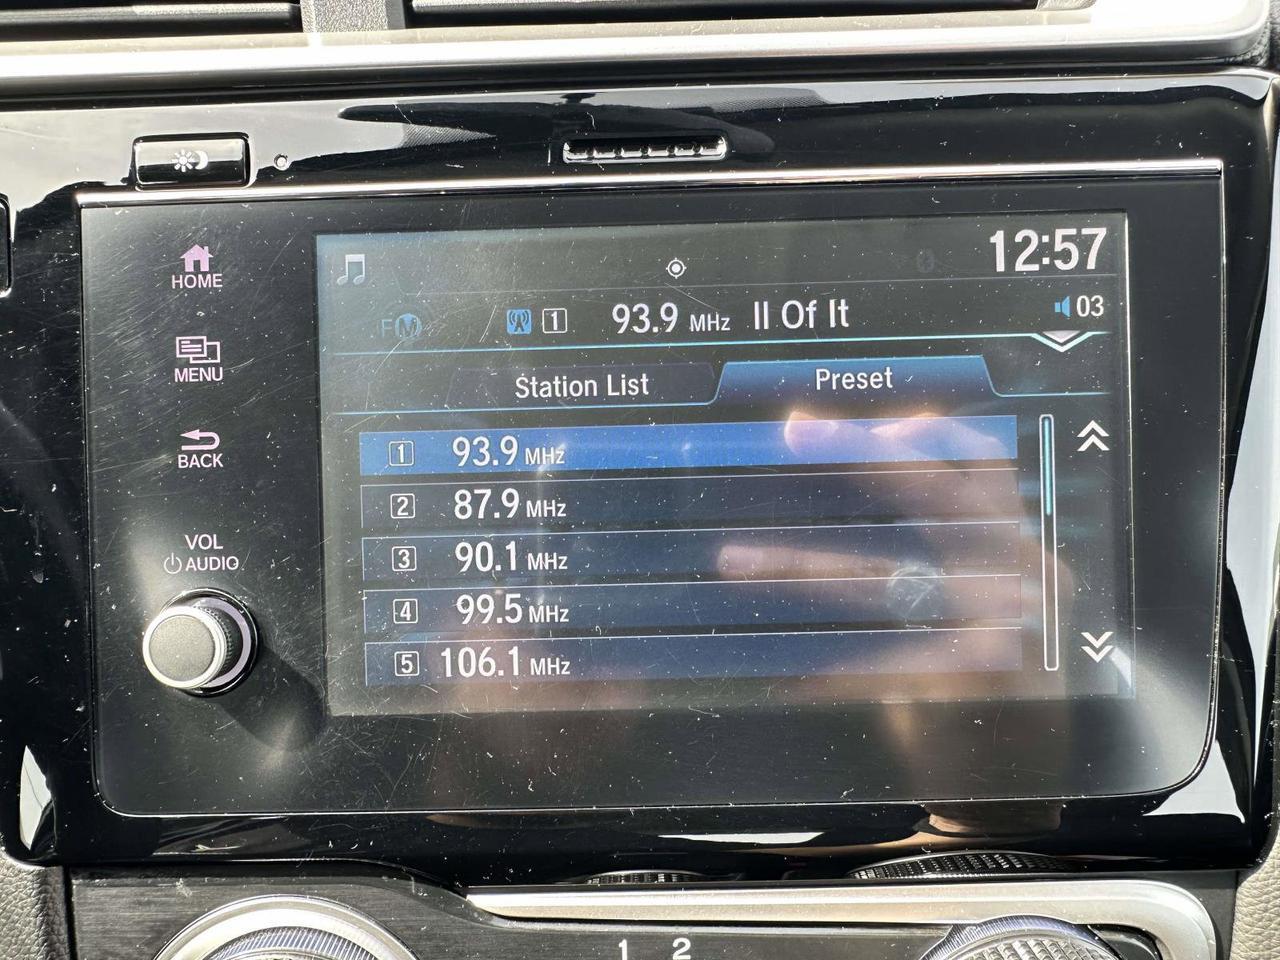 HOME
MENU
BACK
VOL
AUDIO
12:57
FM
1 93.9 MHz ll Of It
03
Station List Preset
1 93.9 MHz
2 87.9 MHz
3 90.1 MHz
4 99.5 MHz
5 106.1 MHz
1 2